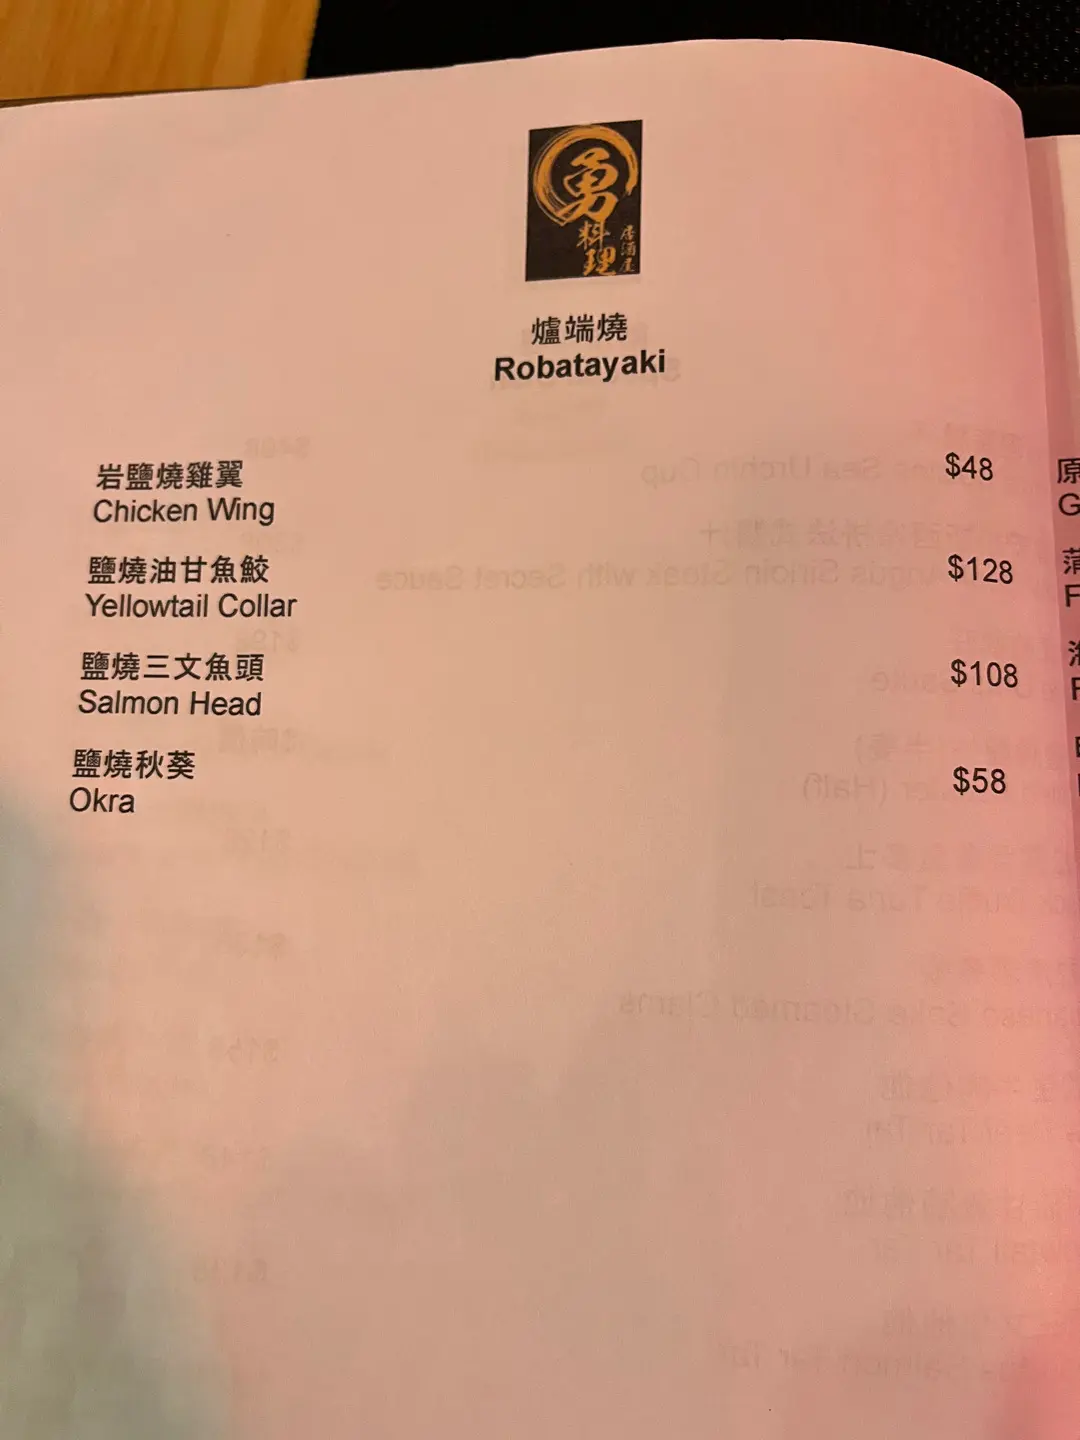 勇
料理
居酒屋
爐端燒
Robatayaki
岩鹽燒雞翼
Chicken Wing
$48
鹽燒油甘魚鮫
Yellowtail Collar
$128
鹽燒三文魚頭
Salmon Head
$108
鹽燒秋葵
Okra
$58
原
G
F